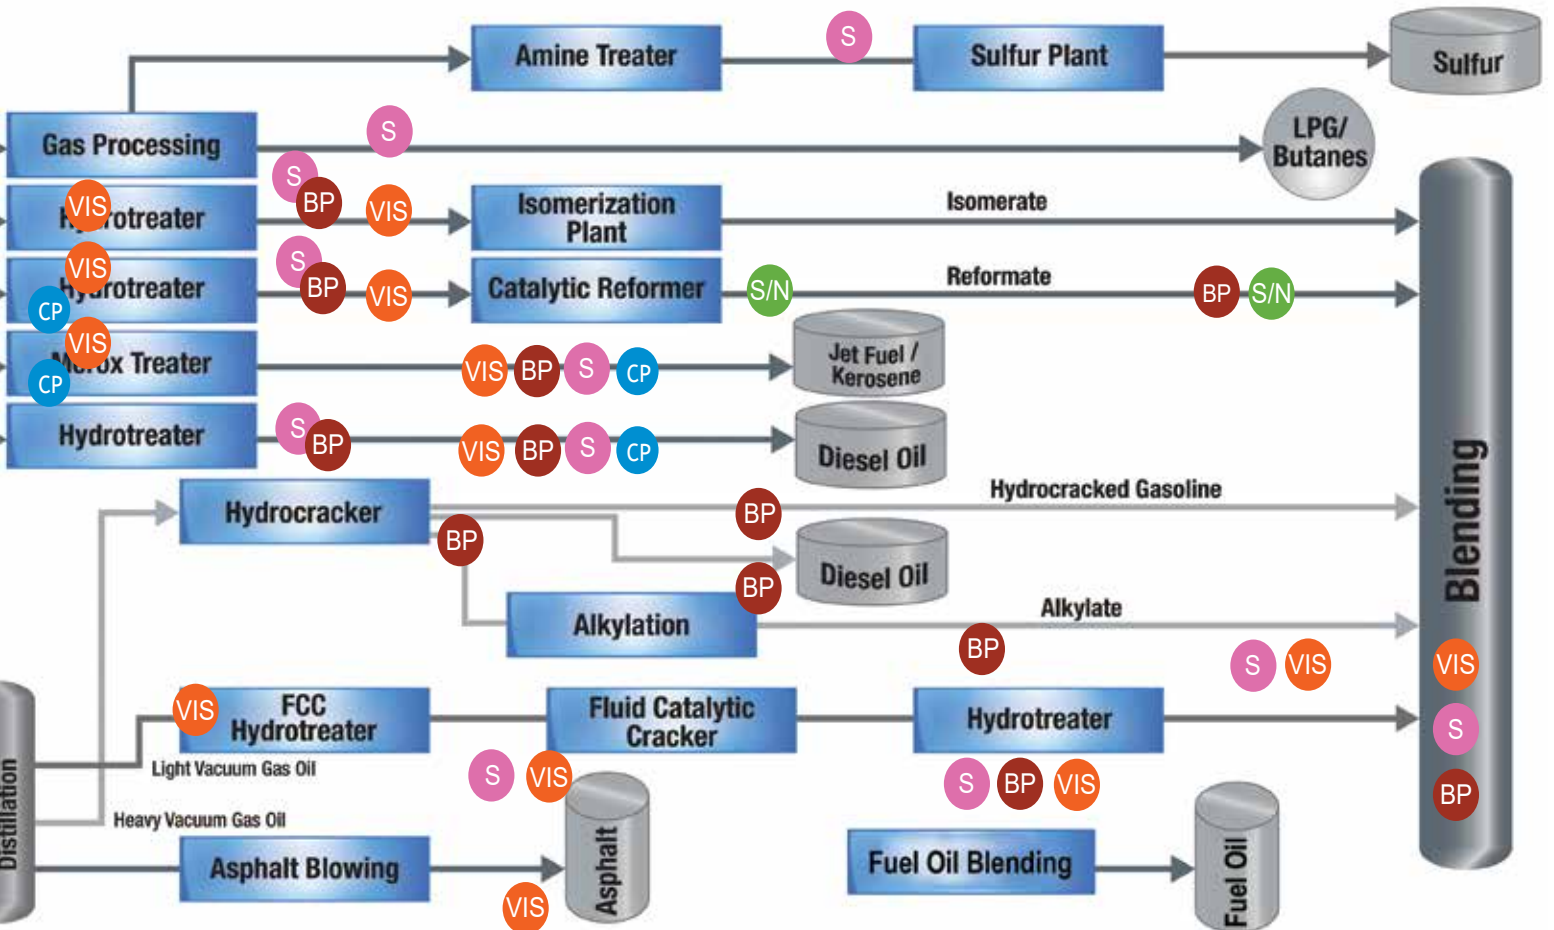 S
Amine Treater
Sulfur Plant
Sulfur
Gas Processing
S
LPG/
Butanes
VIS
Hydrotreater
S
BP
VIS
Isomerization
Plant
Isomerate
VIS
CP
Hydrotreater
S
BP
VIS
Catalytic Reformer
S/N
Reformate
BP
S/N
VIS
CP
Merox Treater
VIS
BP
S
CP
Jet Fuel /
Kerosene
Hydrotreater
S
BP
VIS
BP
S
CP
Diesel Oil
Hydrocracker
BP
BP
Hydrocracked Gasoline
Diesel Oil
BP
Alkylation
Alkylate
BP
S
VIS
VIS
FCC
Hydrotreater
Fluid Catalytic
Cracker
Hydrotreater
Light Vacuum Gas Oil
S
VIS
S
BP
VIS
Heavy Vacuum Gas Oil
Distillation
Asphalt Blowing
VIS
Asphalt
Fuel Oil Blending
Fuel Oil
Blending
VIS
S
BP